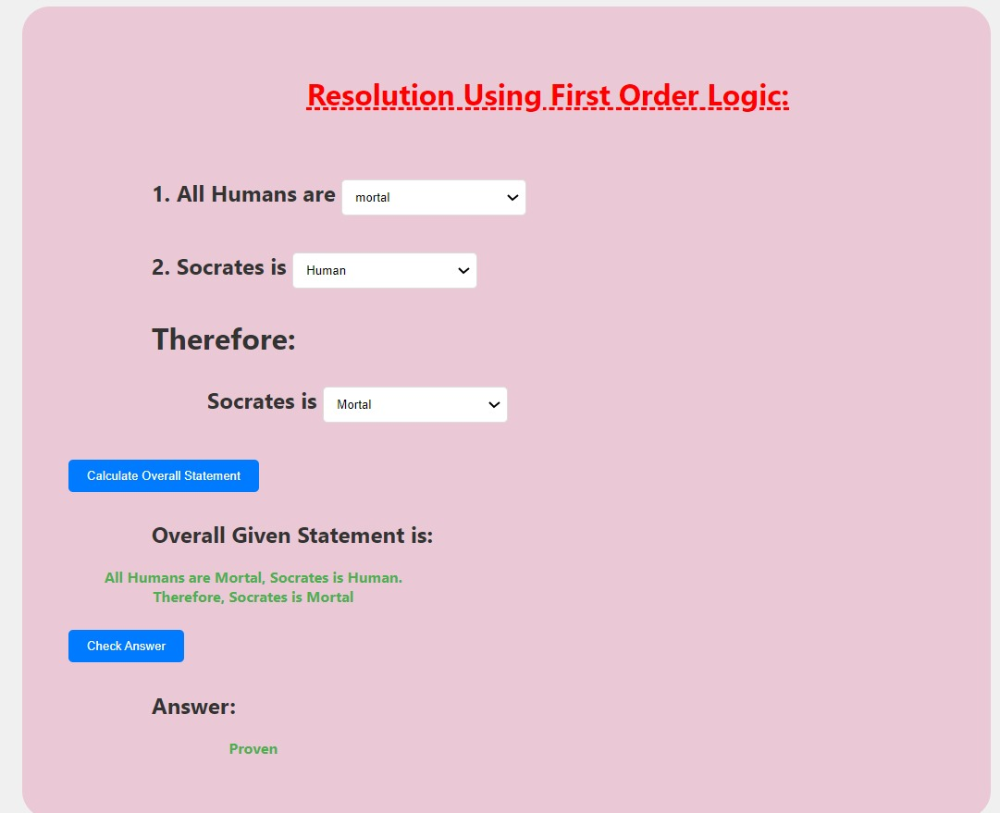 Resolution Using First Order Logic:
1. All Humans are mortal
2. Socrates is Human
Therefore:
Socrates is Mortal
Calculate Overall Statement
Overall Given Statement is:
All Humans are Mortal, Socrates is Human.
Therefore, Socrates is Mortal
Check Answer
Answer:
Proven